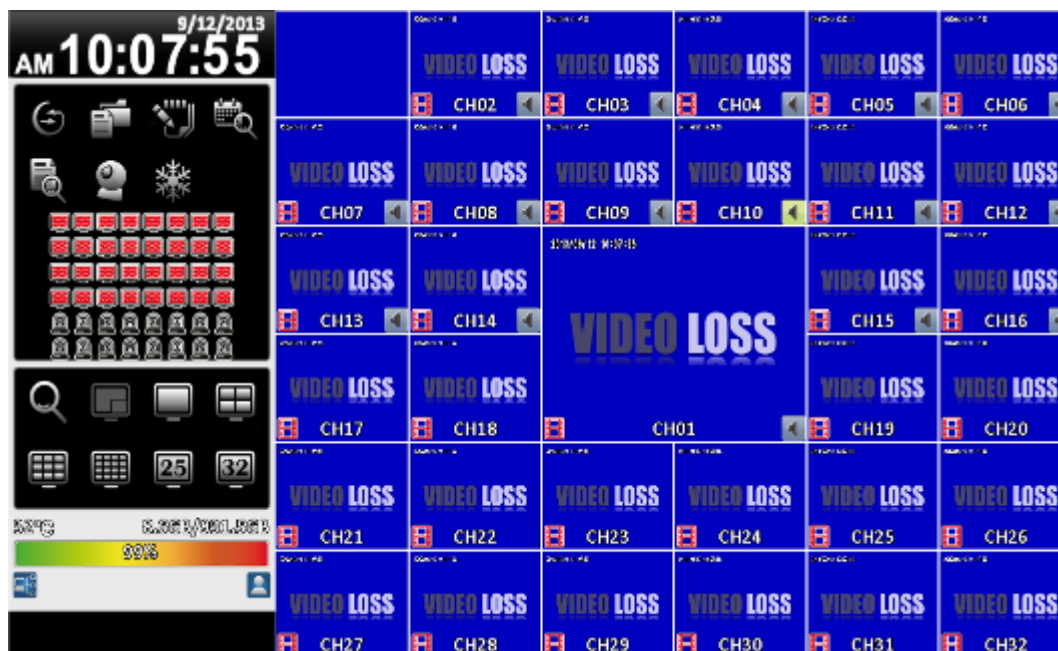 9/12/2013
AM 10:07:55
25 32
99%
VIDEO LOSS VIDEO LOSS VIDEO LOSS VIDEO LOSS VIDEO LOSS
CH02 CH03 CH04 CH05 CH06
VIDEO LOSS VIDEO LOSS VIDEO LOSS VIDEO LOSS VIDEO LOSS VIDEO LOSS
CH07 CH08 CH09 CH10 CH11 CH12
VIDEO LOSS VIDEO LOSS VIDEO LOSS VIDEO LOSS
CH13 CH14 CH15 CH16
VIDEO LOSS
VIDEO LOSS VIDEO LOSS VIDEO LOSS VIDEO LOSS
CH17 CH18 CH01 CH19 CH20
VIDEO LOSS VIDEO LOSS VIDEO LOSS VIDEO LOSS VIDEO LOSS VIDEO LOSS
CH21 CH22 CH23 CH24 CH25 CH26
VIDEO LOSS VIDEO LOSS VIDEO LOSS VIDEO LOSS VIDEO LOSS VIDEO LOSS
CH27 CH28 CH29 CH30 CH31 CH32